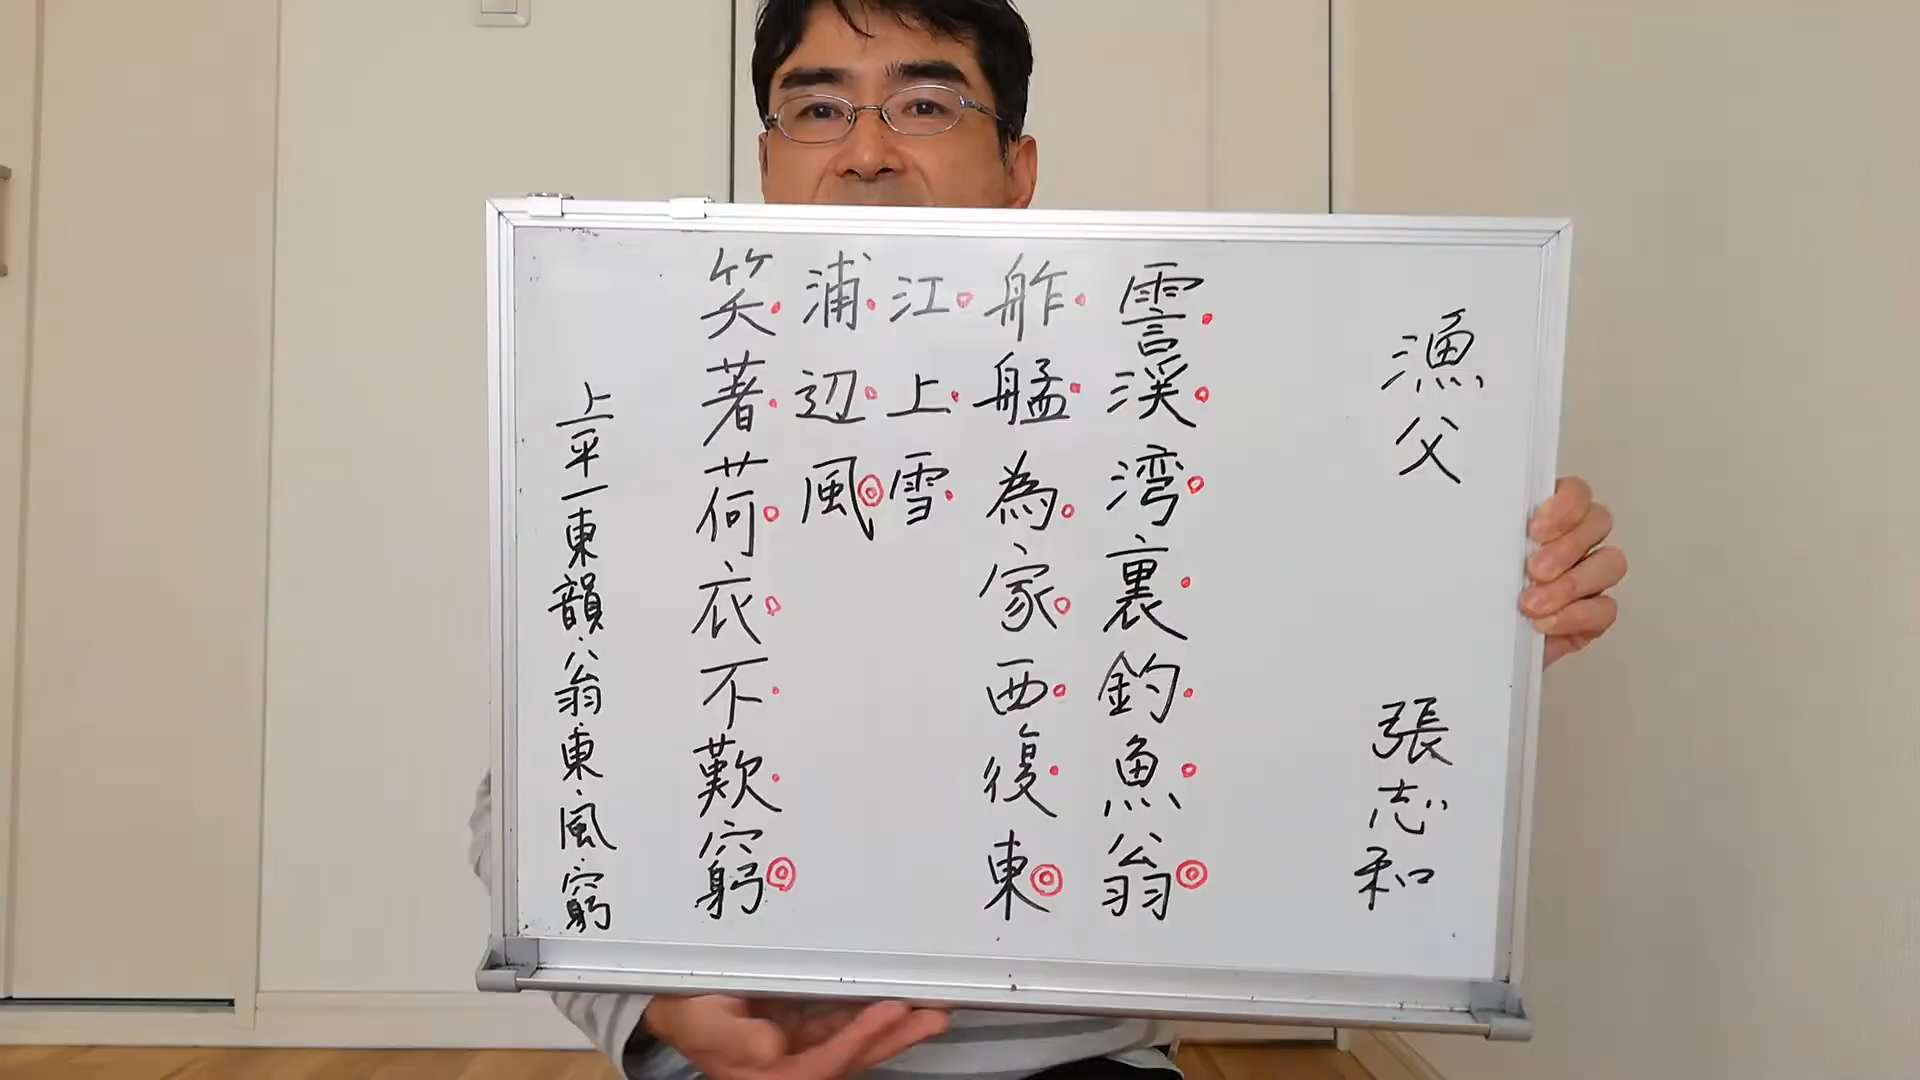 漁父　張志和
霅溪湾裏釣魚翁
舴艋為家西復東
江上雪
浦辺風
笑著荷衣不歎窮
上平一東韻・翁・東・風・窮